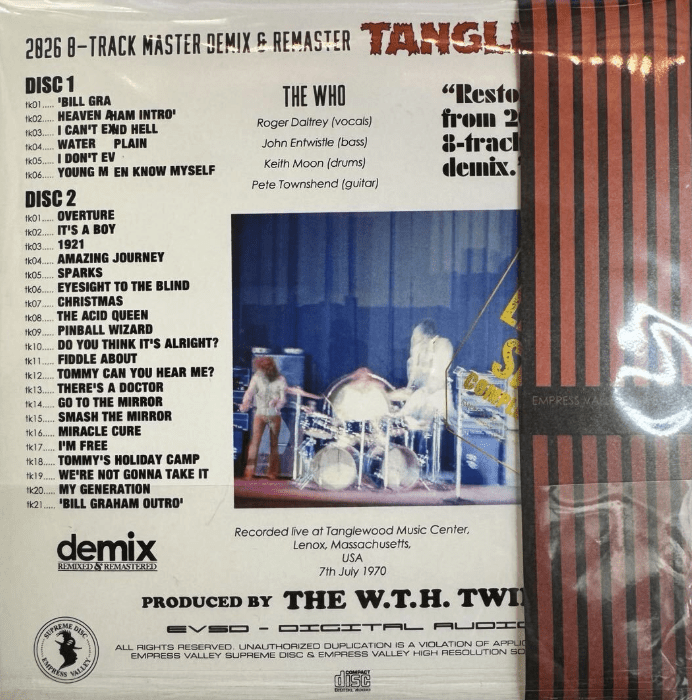 2026 8-TRACK MASTER DEMIX & REMASTER TANGL
DISC 1
tk01..... 'BILL GRA
tk02..... HEAVEN AHAM INTRO'
tk03..... I CAN'T END HELL
tk04..... WATER PLAIN
tk05..... I DON'T EV
tk06..... YOUNG M EN KNOW MYSELF
THE WHO
Roger Daltrey (vocals)
John Entwistle (bass)
Keith Moon (drums)
Pete Townshend (guitar)
"Resto
from 2
8-tracl
demix.
DISC 2
tk01..... OVERTURE
tk02..... IT'S A BOY
tk03..... 1921
tk04..... AMAZING JOURNEY
tk05..... SPARKS
tk06..... EYESIGHT TO THE BLIND
tk07..... CHRISTMAS
tk08..... THE ACID QUEEN
tk09..... PINBALL WIZARD
tk10..... DO YOU THINK IT'S ALRIGHT?
tk11..... FIDDLE ABOUT
tk12..... TOMMY CAN YOU HEAR ME?
tk13..... THERE'S A DOCTOR
tk14..... GO TO THE MIRROR
tk15..... SMASH THE MIRROR
tk16..... MIRACLE CURE
tk17..... I'M FREE
tk18..... TOMMY'S HOLIDAY CAMP
tk19..... WE'RE NOT GONNA TAKE IT
tk20..... MY GENERATION
tk21..... 'BILL GRAHAM OUTRO'
COMPL
EMPRESS VAL
demix
REMIXED & REMASTERED
Recorded live at Tanglewood Music Center,
Lenox, Massachusetts,
USA
7th July 1970
PRODUCED BY THE W.T.H. TWI
EVSD - DIGITAL AUDIO
SUPREME DISC
EMPRESS VALLEY
ALL RIGHTS RESERVED. UNAUTHORIZED DUPLICATION IS A VIOLATION OF APPLIC
EMPRESS VALLEY SUPREME DISC & EMPRESS VALLEY HIGH RESOLUTION SO
COMPACT
disc
DIGITAL AUDIO